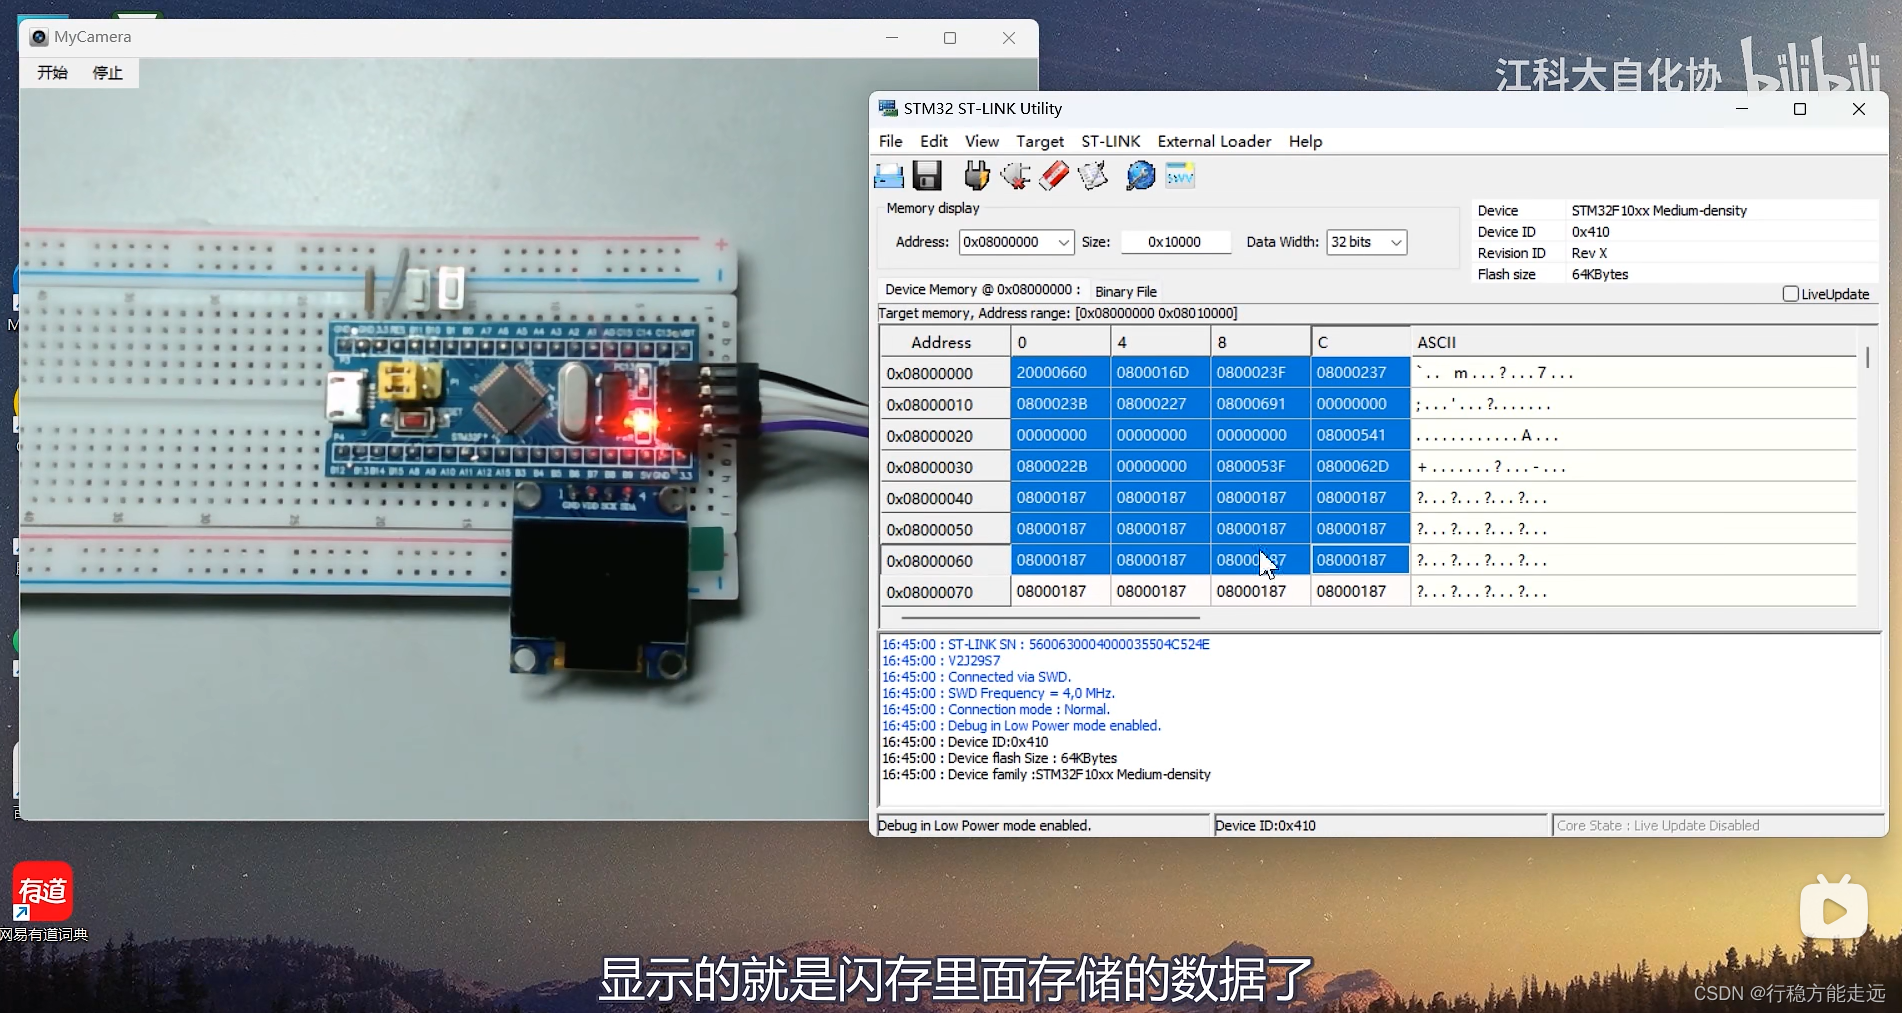 MyCamera
开始 停止
江科大自化协 bilibili
STM32 ST-LINK Utility
File Edit View Target ST-LINK External Loader Help
Memory display
Address: 0x08000000 Size: 0x10000 Data Width: 32 bits
Device STM32F10xx Medium-density
Device ID 0x410
Revision ID Rev X
Flash size 64KBytes
Device Memory @ 0x08000000 : Binary File
LiveUpdate
Target memory, Address range: [0x08000000 0x08010000]
Address 0 4 8 C ASCII
0x08000000 20000660 0800016D 0800023F 08000237 `.. m...?...7...
0x08000010 0800023B 08000227 08000691 00000000 ;...'...?.......
0x08000020 00000000 00000000 00000000 08000541 ............A...
0x08000030 0800022B 00000000 0800053F 0800062D +.......?...-...
0x08000040 08000187 08000187 08000187 08000187 ?...?...?...?...
0x08000050 08000187 08000187 08000187 08000187 ?...?...?...?...
0x08000060 08000187 08000187 08000187 08000187 ?...?...?...?...
0x08000070 08000187 08000187 08000187 08000187 ?...?...?...?...
16:45:00 : ST-LINK SN : 5600630004000035504C524E
16:45:00 : V2J29S7
16:45:00 : Connected via SWD.
16:45:00 : SWD Frequency = 4,0 MHz.
16:45:00 : Connection mode : Normal.
16:45:00 : Debug in Low Power mode enabled.
16:45:00 : Device ID:0x410
16:45:00 : Device flash Size : 64KBytes
16:45:00 : Device family :STM32F10xx Medium-density
Debug in Low Power mode enabled. Device ID:0x410 Core State : Live Update Disabled
GND VDD SCK SDA
有道
网易有道词典
显示的就是闪存里面存储的数据了
CSDN @行稳方能走远